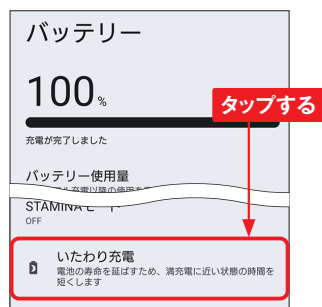 バッテリー
100%
タップする
充電が完了しました
バッテリー使用量
STAMINA
OFF
いたわり充電
電池の寿命を延ばすため、満充電に近い状態の時間を
短くします